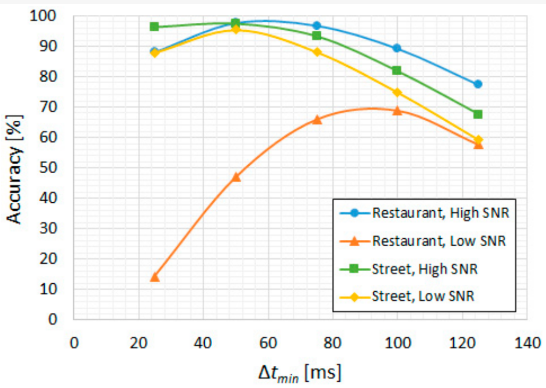 100
90
80
70
60
50
40
30
20
10
0
Accuracy [%]
Restaurant, High SNR
Restaurant, Low SNR
Street, High SNR
Street, Low SNR
0 20 40 60 80 100 120 140
Δt_min [ms]